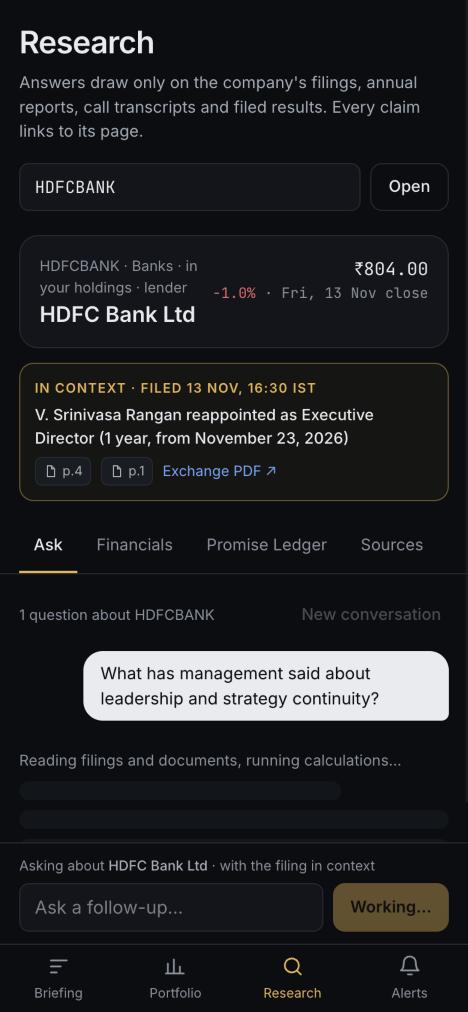 Research
Answers draw only on the company's filings, annual
reports, call transcripts and filed results. Every claim
links to its page.
HDFCBANK
Open
HDFCBANK · Banks · in
your holdings · lender
HDFC Bank Ltd
₹804.00
-1.0% · Fri, 13 Nov close
IN CONTEXT · FILED 13 NOV, 16:30 IST
V. Srinivasa Rangan reappointed as Executive
Director (1 year, from November 23, 2026)
p.4 p.1 Exchange PDF ↗
Ask Financials Promise Ledger Sources
1 question about HDFCBANK New conversation
What has management said about
leadership and strategy continuity?
Reading filings and documents, running calculations...
Asking about HDFC Bank Ltd · with the filing in context
Ask a follow-up... Working...
Briefing Portfolio Research Alerts